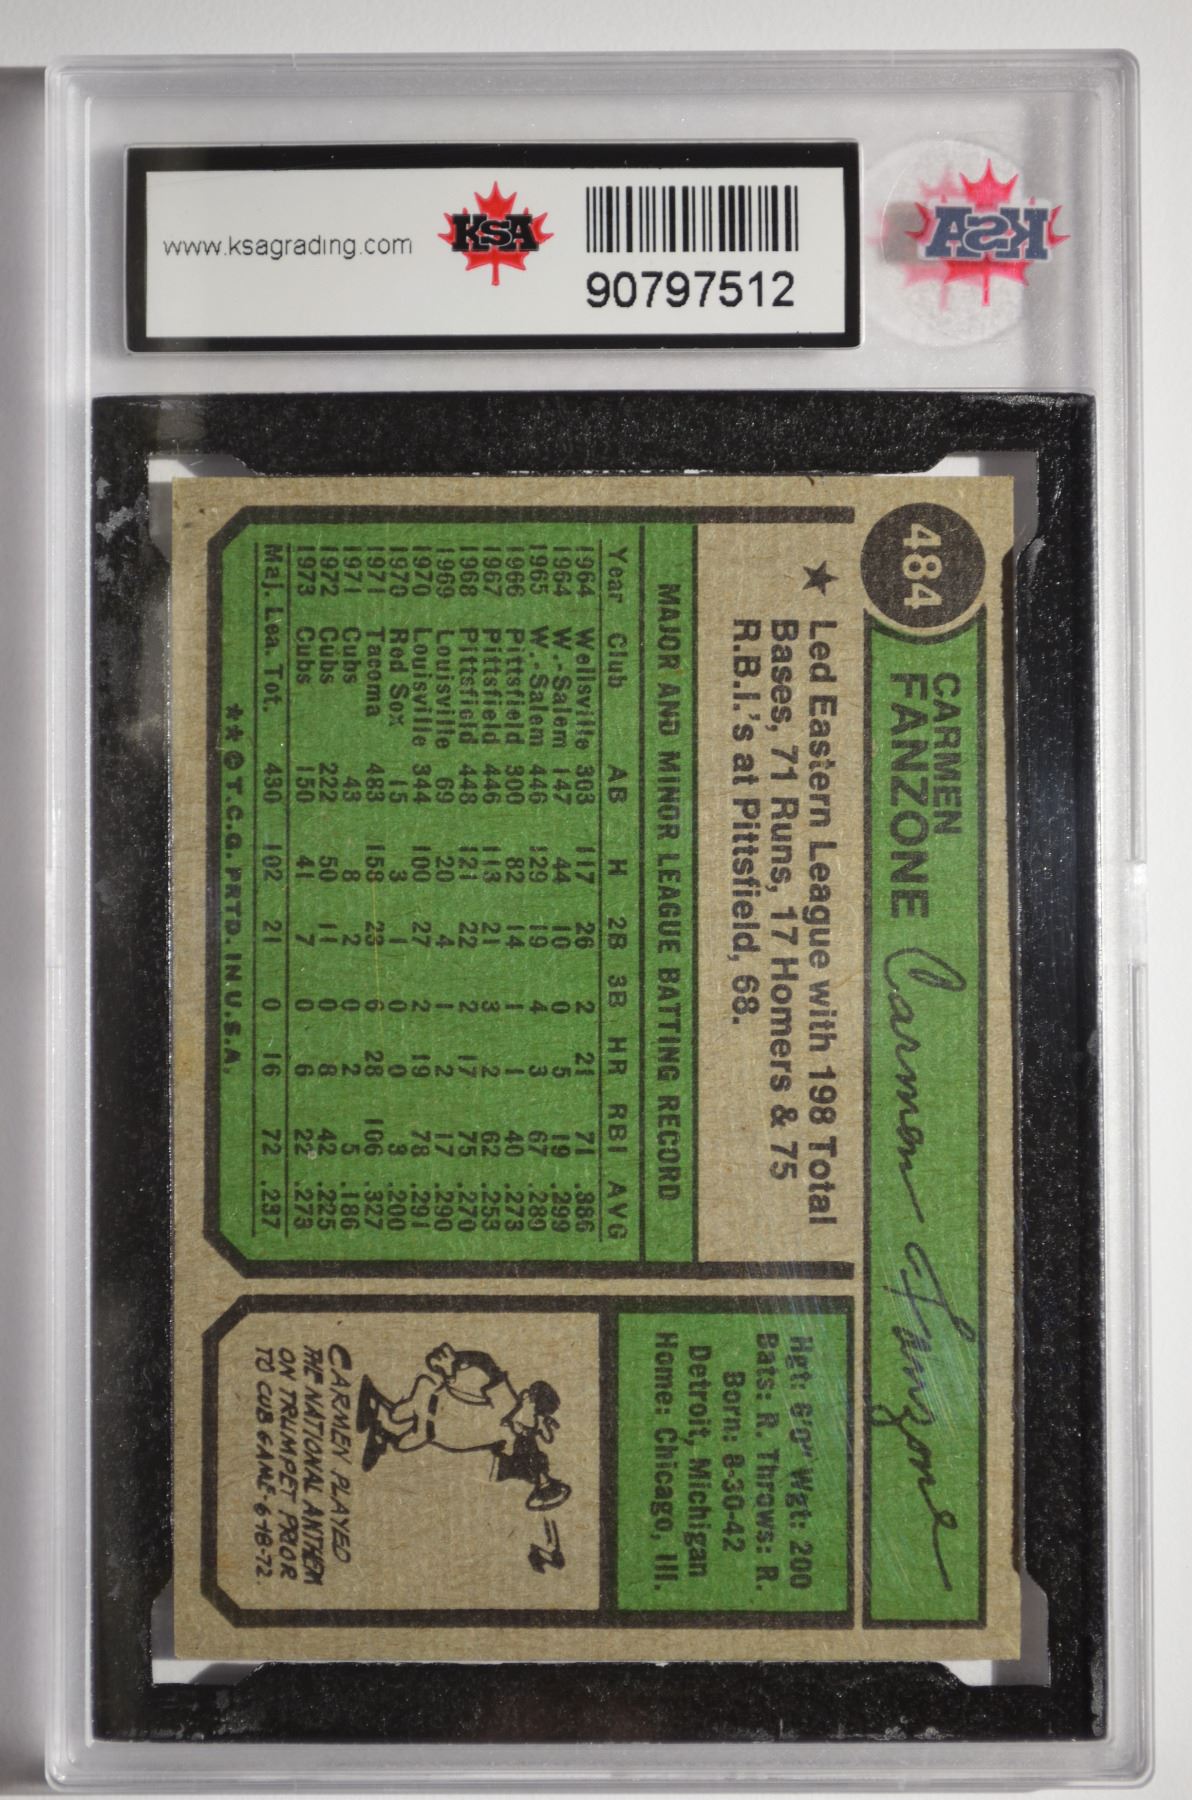 www.ksagrading.com
KSA
90797512
KSA
484
CARMEN
FANZONE
Carmen Fanzone
★ Led Eastern League with 198 Total
Bases, 71 Runs, 17 Homers & 75
R.B.I.'s at Pittsfield, 68.
MAJOR AND MINOR LEAGUE BATTING RECORD
Year Club AB H 2B 3B HR RBI AVG
1964 Wellsville 303 117 26 2 21 71 .386
1964 W.-Salem 147 44 10 0 5 19 .299
1965 W.-Salem 446 129 19 4 3 67 .289
1966 Pittsfield 300 82 14 1 1 40 .273
1967 Pittsfield 446 113 21 3 2 62 .253
1968 Pittsfield 448 121 22 2 17 75 .270
1969 Louisville 69 20 4 1 2 17 .290
1970 Louisville 344 100 27 2 19 78 .291
1970 Red Sox 15 3 1 0 0 3 .200
1971 Tacoma 483 158 23 6 28 106 .327
1971 Cubs 43 8 2 0 2 5 .186
1972 Cubs 222 50 11 0 8 42 .225
1973 Cubs 150 41 7 0 6 22 .273
Maj. Lea. Tot. 430 102 21 0 16 72 .237
★★©T.C.G. PRTD. IN U.S.A.
Hgt: 6'0" Wgt: 200
Bats: R. Throws: R.
Born: 8-30-42
Detroit, Michigan
Home: Chicago, Ill.
CARMEN PLAYED
THE NATIONAL ANTHEM
ON TRUMPET PRIOR
TO CUB GAME-6-18-72.